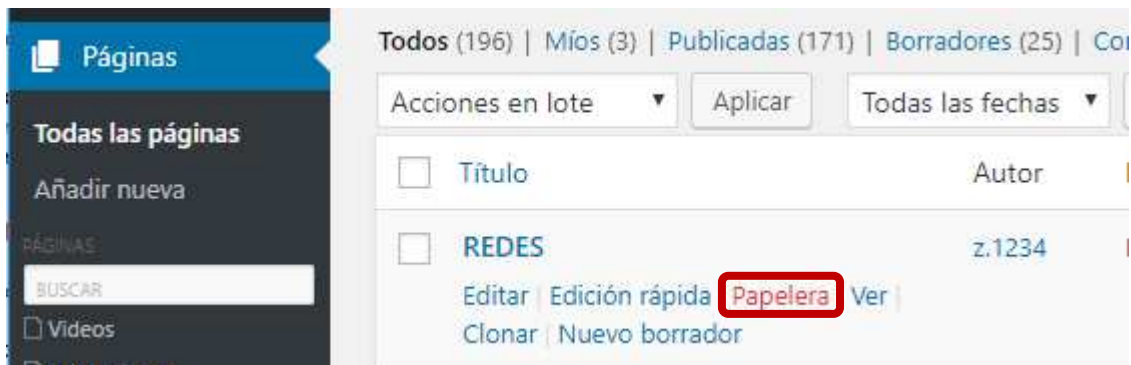 Páginas
Todas las páginas
Añadir nueva
PÁGINAS
BUSCAR
Videos
Todos (196) | Míos (3) | Publicadas (171) | Borradores (25) |
Acciones en lote ▼ Aplicar Todas las fechas ▼
Título Autor
REDES z.1234
Editar | Edición rápida | Papelera | Ver |
Clonar | Nuevo borrador